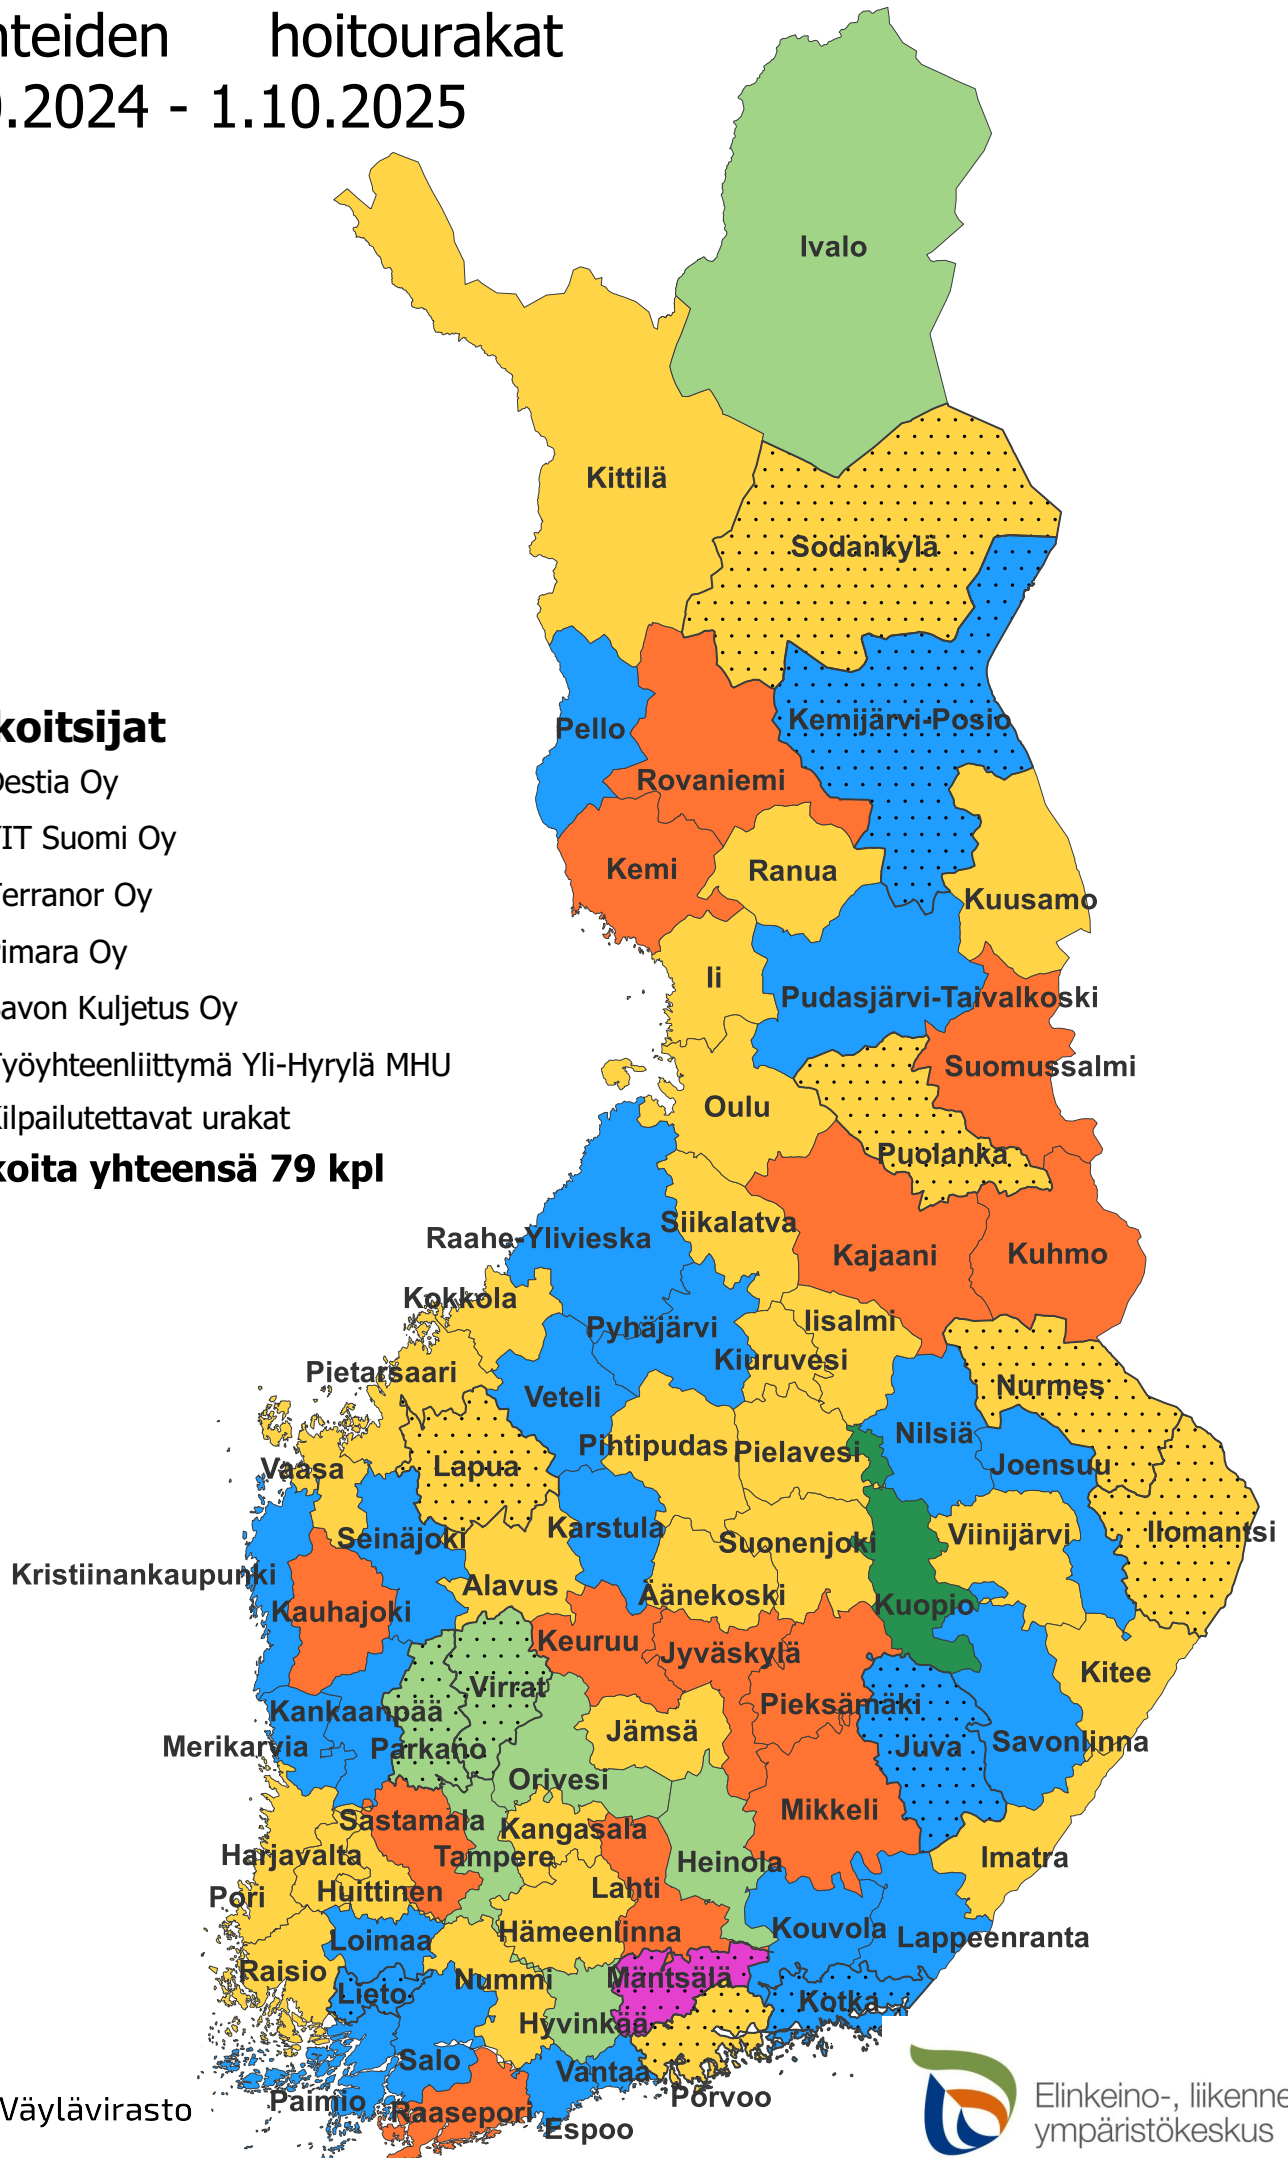 nteiden hoitourakat
.2024 - 1.10.2025
Ivalo
Kittilä
Sodankylä
Pello
Kemijärvi-Posio
koitsijat
Destia Oy
Rovaniemi
YIT Suomi Oy
Kemi
Ranua
Terranor Oy
Kuusamo
imara Oy
Ii
Pudasjärvi-Taivalkoski
avon Kuljetus Oy
Suomussalmi
Työyhteenliittymä Yli-Hyrylä MHU
Oulu
Kilpailutettavat urakat
Puolanka
koita yhteensä 79 kpl
Siikalatva
Raahe-Ylivieska
Kajaani
Kuhmo
Kokkola
Iisalmi
Pyhäjärvi
Kiuruvesi
Pietarsaari
Nurmes
Veteli
Nilsiä
Pihtipudas
Pielavesi
Vaasa
Lapua
Joensuu
Karstula
Ilomantsi
Viinijärvi
Seinäjoki
Suonenjoki
Kristiinankaupunki
Alavus
Äänekoski
Kuopio
Kauhajoki
Keuruu
Jyväskylä
Kitee
Virrat
Pieksämäki
Kankaanpää
Jämsä
Merikarvia
Parkano
Juva
Savonlinna
Orivesi
Mikkeli
Sastamala
Kangasala
Harjavalta
Tampere
Heinola
Imatra
Lahti
Huittinen
Pori
Kouvola
Hämeenlinna
Lappeenranta
Loimaa
Raisio
Nummi
Mäntsälä
Lieto
Kotka
Hyvinkää
Salo
Vantaa
Porvoo
Paimio
Raasepori
Espoo
Väylävirasto
Elinkeino-, liikenne
ympäristökeskus